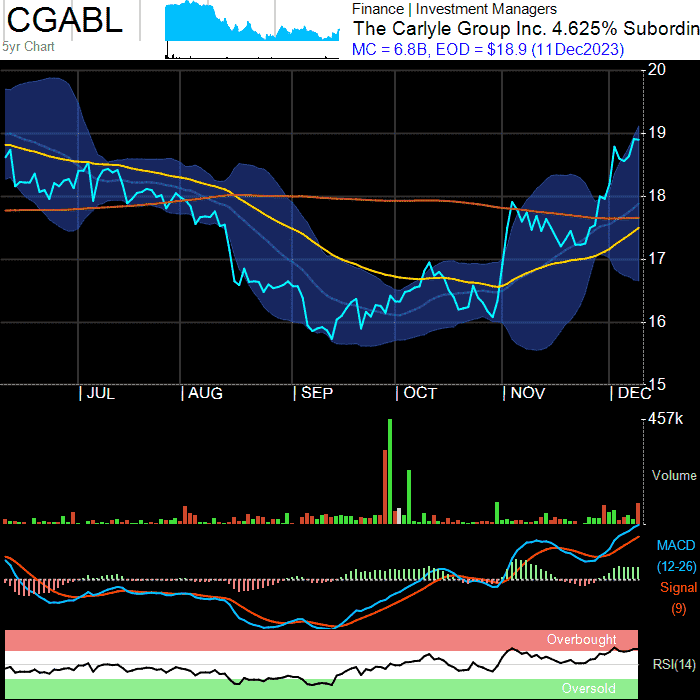 CGABL
5yr Chart
Finance | Investment Managers
The Carlyle Group Inc. 4.625% Subordin
MC = 6.8B, EOD = $18.9 (11Dec2023)
20
19
18
17
16
15
JUL AUG SEP OCT NOV DEC
457k
Volume
MACD
(12-26)
Signal
(9)
Overbought
RSI(14)
Oversold